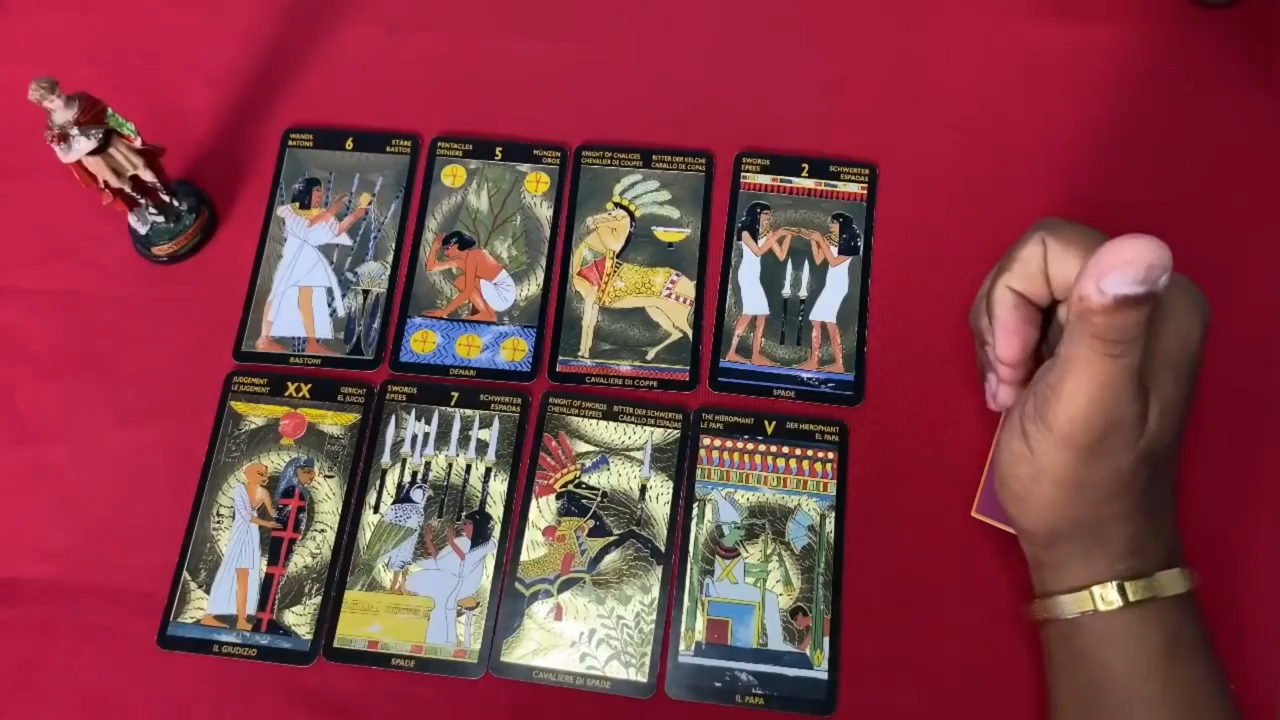 WANDS
BATONS
6
STÄBE
BASTOS
BASTONI
PENTACLES
DENIERS
5
MÜNZEN
OROS
DENARI
KNIGHT OF CHALICES
CHEVALIER DE COUPES
RITTER DER KELCHE
CABALLO DE COPAS
CAVALIERE DI COPPE
SWORDS
EPEES
2
SCHWERTER
ESPADAS
SPADE
JUDGEMENT
LE JUGEMENT
XX
GERICHT
EL JUICIO
IL GIUDIZIO
SWORDS
EPEES
7
SCHWERTER
ESPADAS
SPADE
KNIGHT OF SWORDS
CHEVALIER D'EPEES
RITTER DER SCHWERTER
CABALLO DE ESPADAS
CAVALIERE DI SPADE
THE HIEROPHANT
LE PAPE
V
DER HIEROPHANT
EL PAPA
IL PAPA